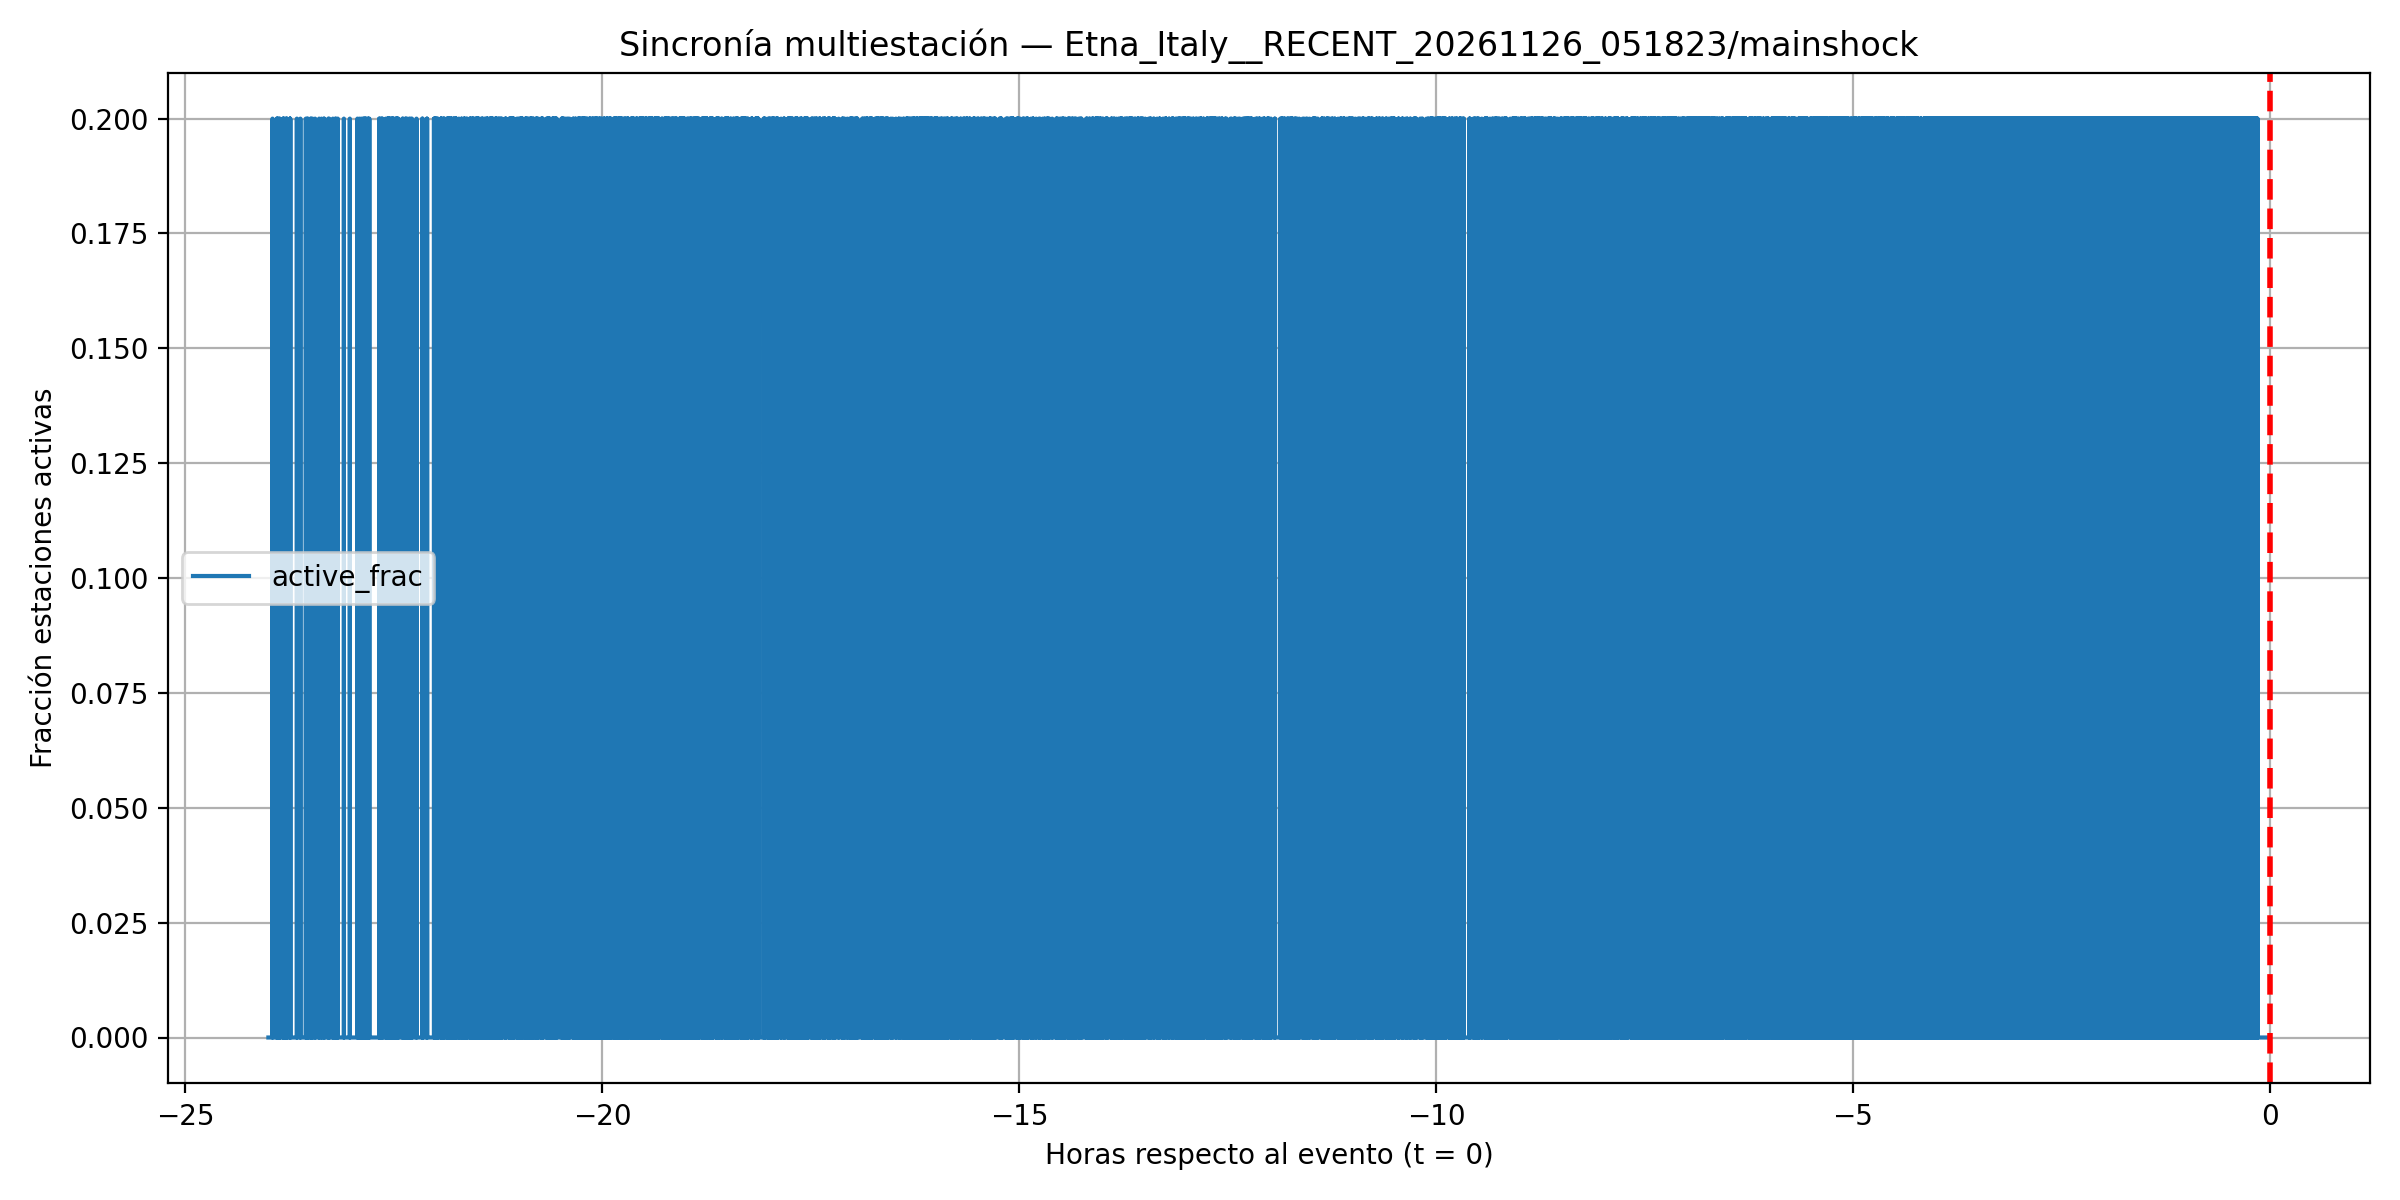 Sincronía multiestación — Etna_Italy__RECENT_20261126_051823/mainshock
Fracción estaciones activas
0.200
0.175
0.150
0.125
0.100
0.075
0.050
0.025
0.000
active_frac
−25 −20 −15 −10 −5 0
Horas respecto al evento (t = 0)